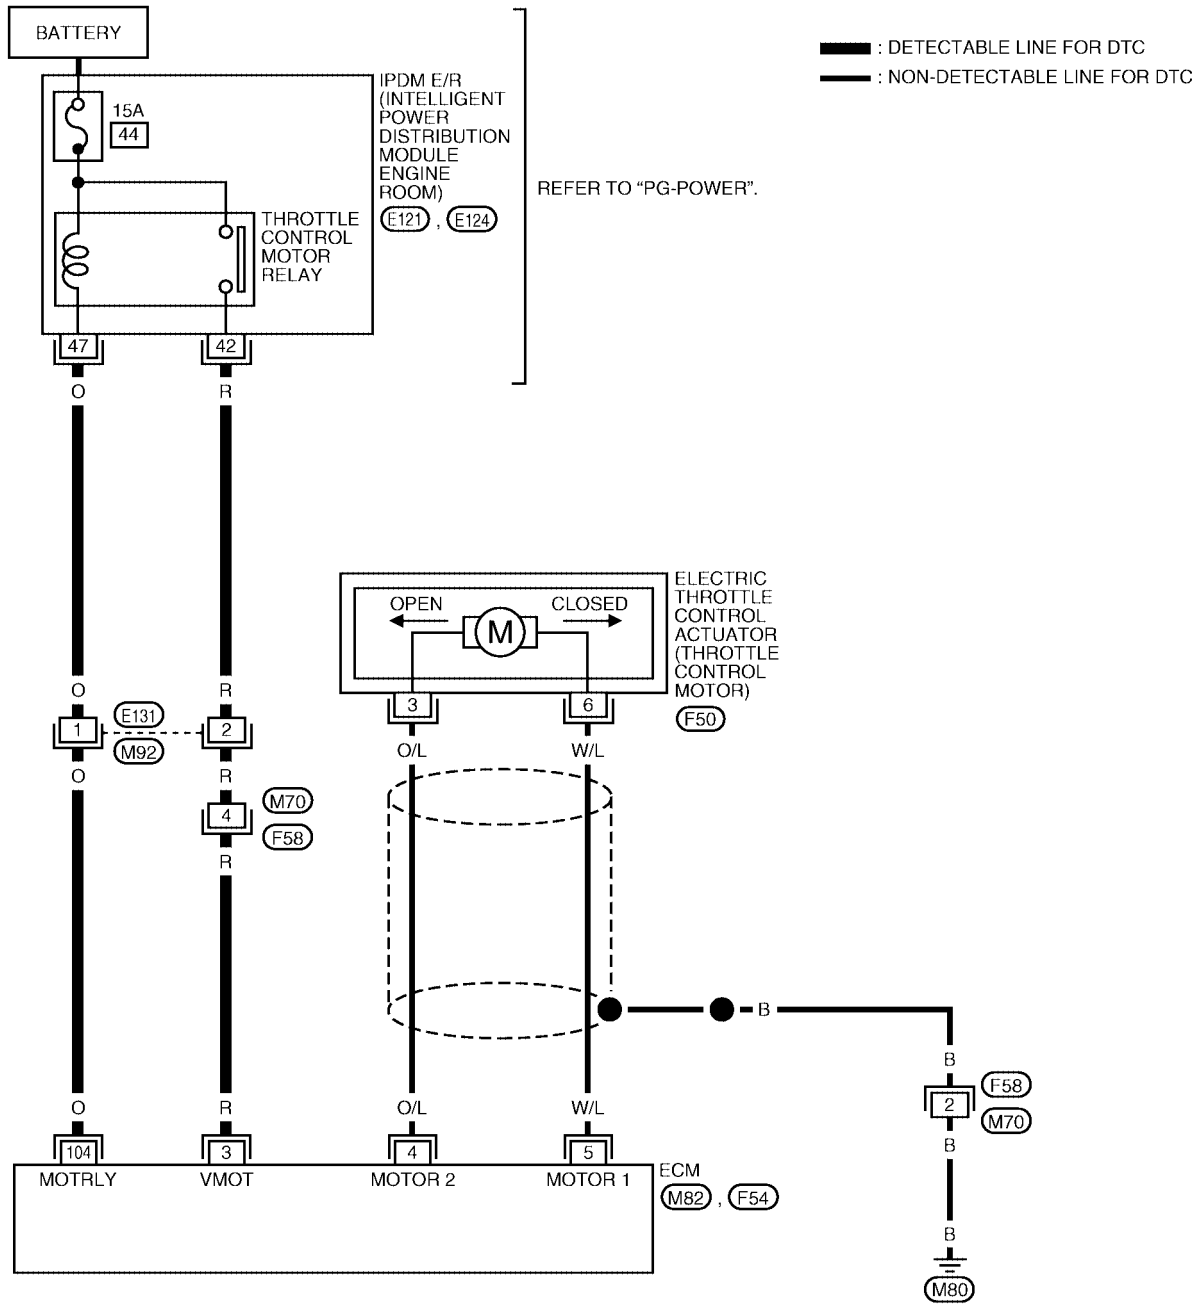 BATTERY
: DETECTABLE LINE FOR DTC
: NON-DETECTABLE LINE FOR DTC
15A
44
IPDM E/R
(INTELLIGENT
POWER
DISTRIBUTION
MODULE
ENGINE
ROOM)
E121 , E124
REFER TO “PG-POWER”.
THROTTLE
CONTROL
MOTOR
RELAY
47
42
O
R
ELECTRIC
THROTTLE
CONTROL
ACTUATOR
(THROTTLE
CONTROL
MOTOR)
F50
OPEN
CLOSED
M
3
6
O
R
1
E131
M92
2
O/L
W/L
O
R
4
M70
F58
R
B
B
2
F58
M70
B
B
M80
O
R
O/L
W/L
104
3
4
5
MOTRLY
VMOT
MOTOR 2
MOTOR 1
ECM
M82 , F54